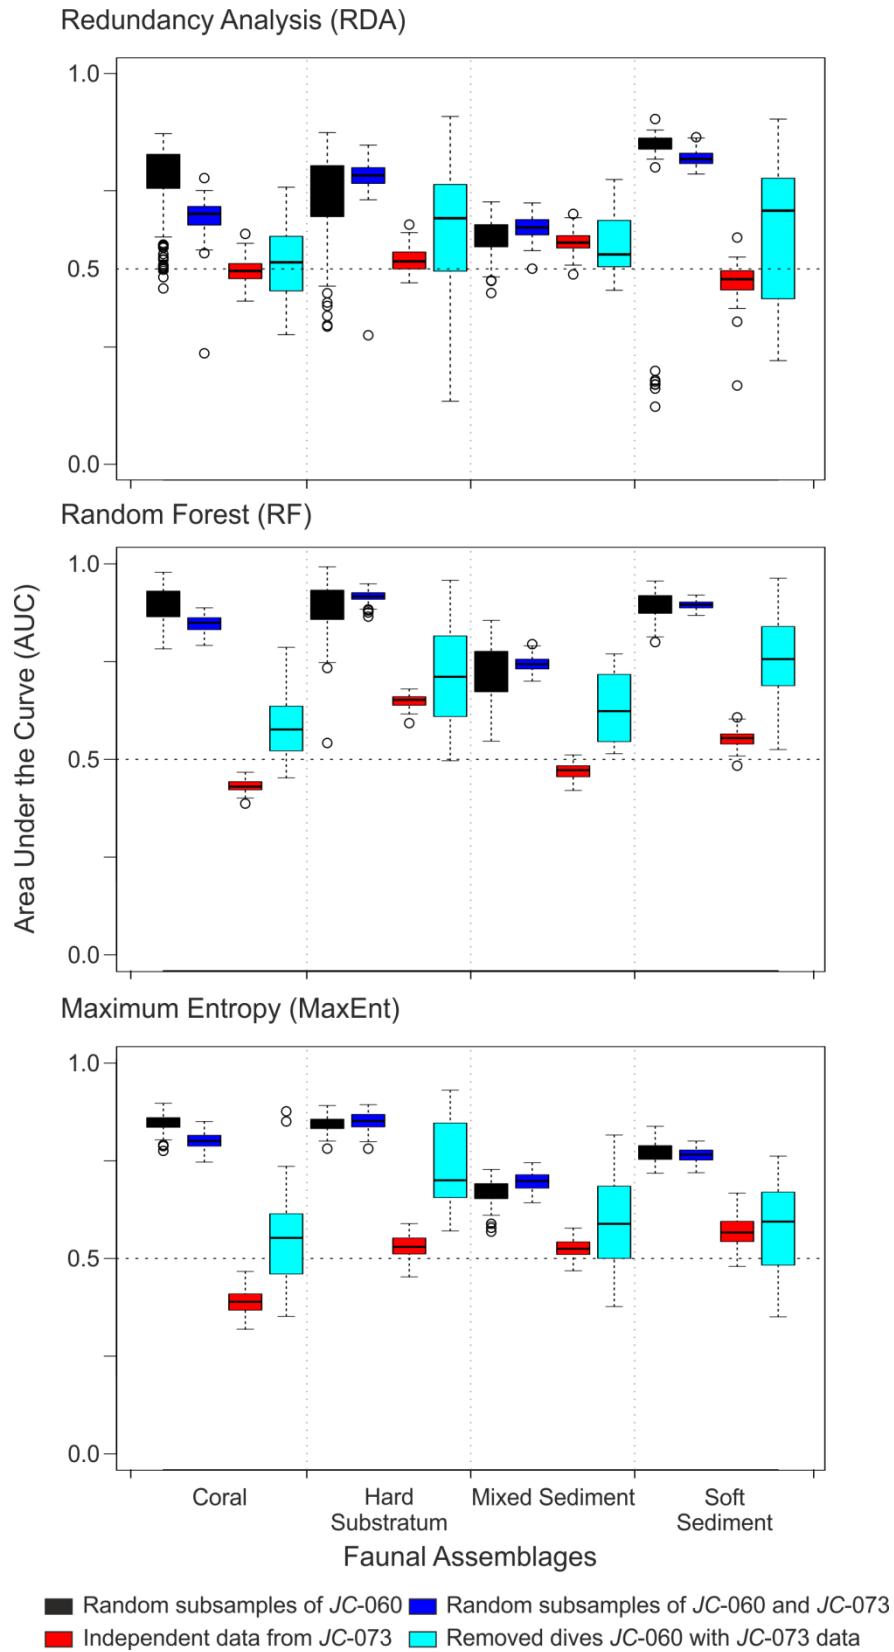 Redundancy Analysis (RDA)
1.0
0.5
0.0
Random Forest (RF)
1.0
0.5
0.0
Area Under the Curve (AUC)
Maximum Entropy (MaxEnt)
1.0
0.5
0.0
Coral
Hard
Substratum
Mixed Sediment
Soft
Sediment
Faunal Assemblages
Random subsamples of JC-060
Random subsamples of JC-060 and JC-073
Independent data from JC-073
Removed dives JC-060 with JC-073 data